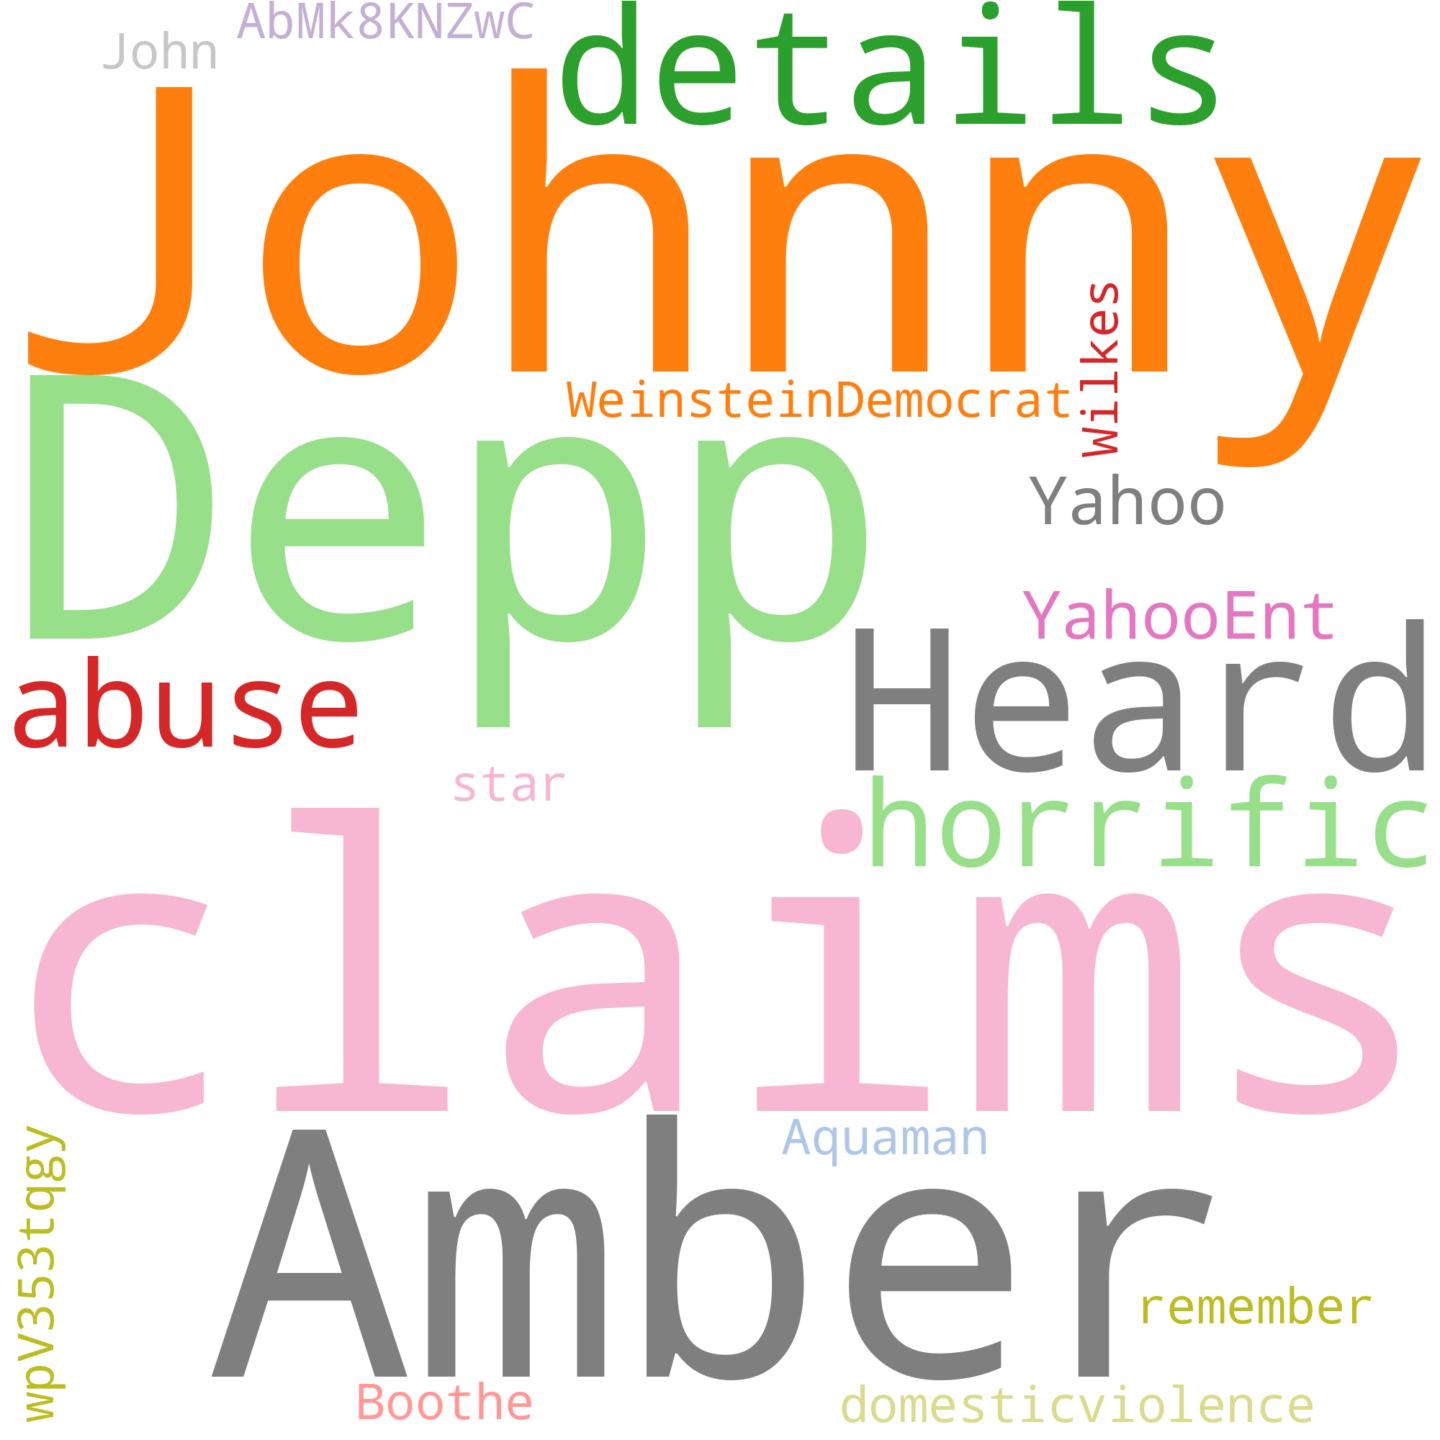 AbMk8KNZwC
details
John
Johnny
Wilkes
WeinsteinDemocrat
Depp
Yahoo
YahooEnt
Heard
abuse
star
horrific
claims
Aquaman
Amber
wpV353tqgy
remember
Boothe
domesticviolence